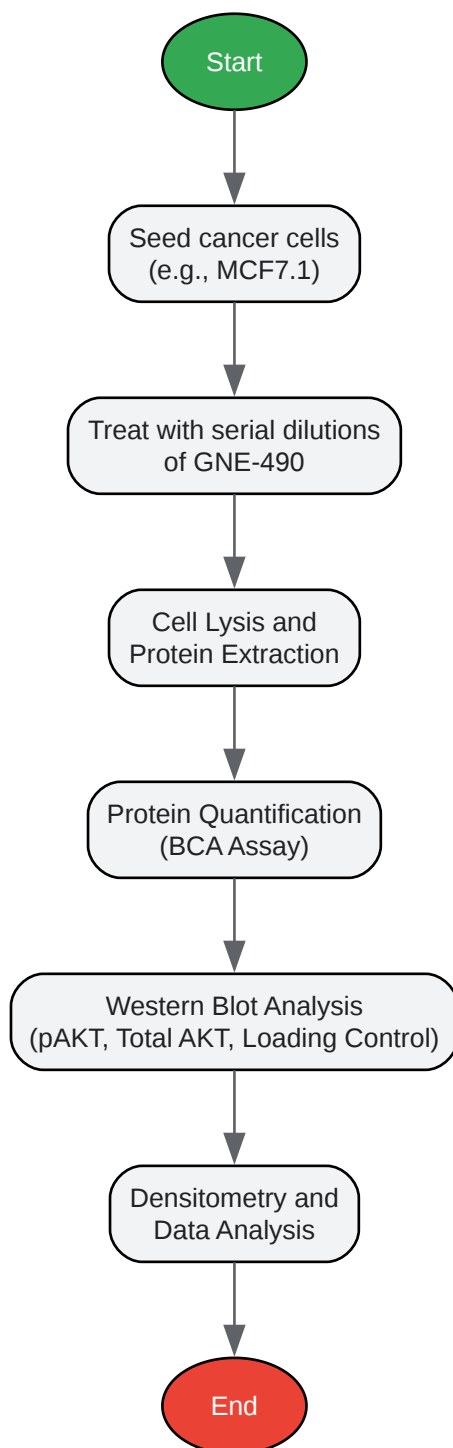 Start
Seed cancer cells
(e.g., MCF7.1)
Treat with serial dilutions
of GNE-490
Cell Lysis and
Protein Extraction
Protein Quantification
(BCA Assay)
Western Blot Analysis
(pAKT, Total AKT, Loading Control)
Densitometry and
Data Analysis
End